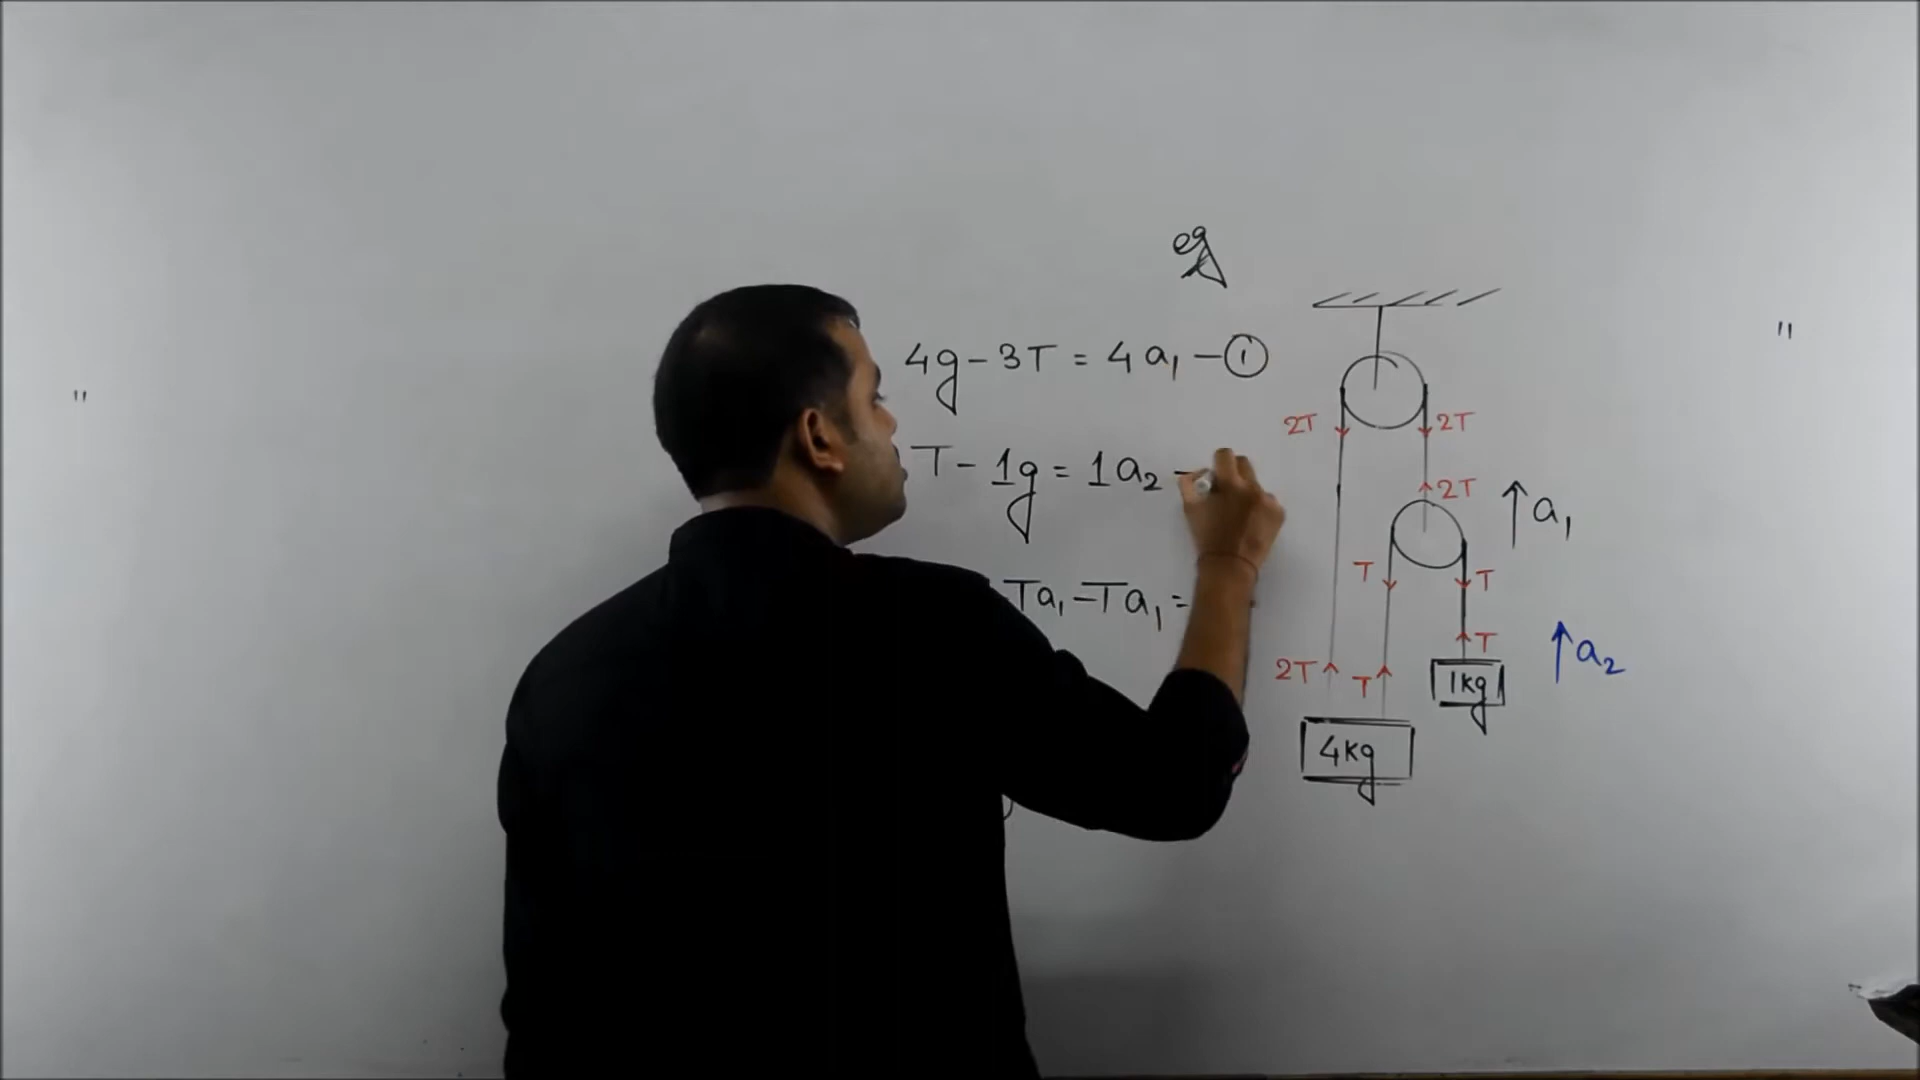 eg
4g - 3T = 4a₁ - ①
T - 1g = 1a₂ -
Ta₁ - Ta₁ =
2T
2T
2T
↑a₁
T
T
T
↑a₂
2T
T
1kg
4kg
"
"